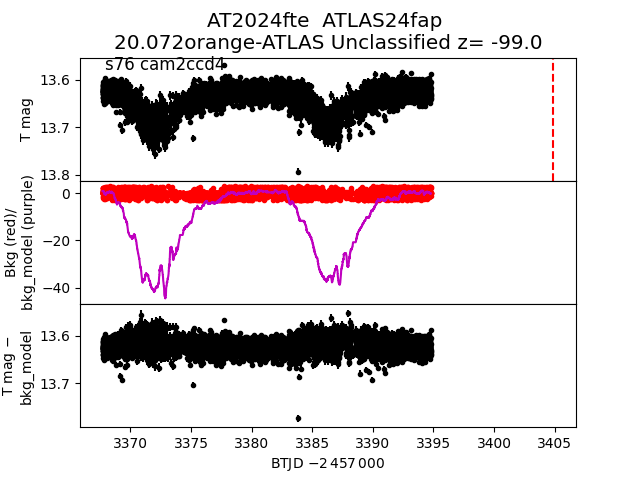 AT2024fte  ATLAS24fap
20.072orange-ATLAS Unclassified z= -99.0
s76 cam2ccd4
T mag
13.6
13.7
13.8
Bkg (red)/
bkg_model (purple)
0
−20
−40
T mag −
bkg_model
13.6
13.7
3370 3375 3380 3385 3390 3395 3400 3405
BTJD −2 457 000